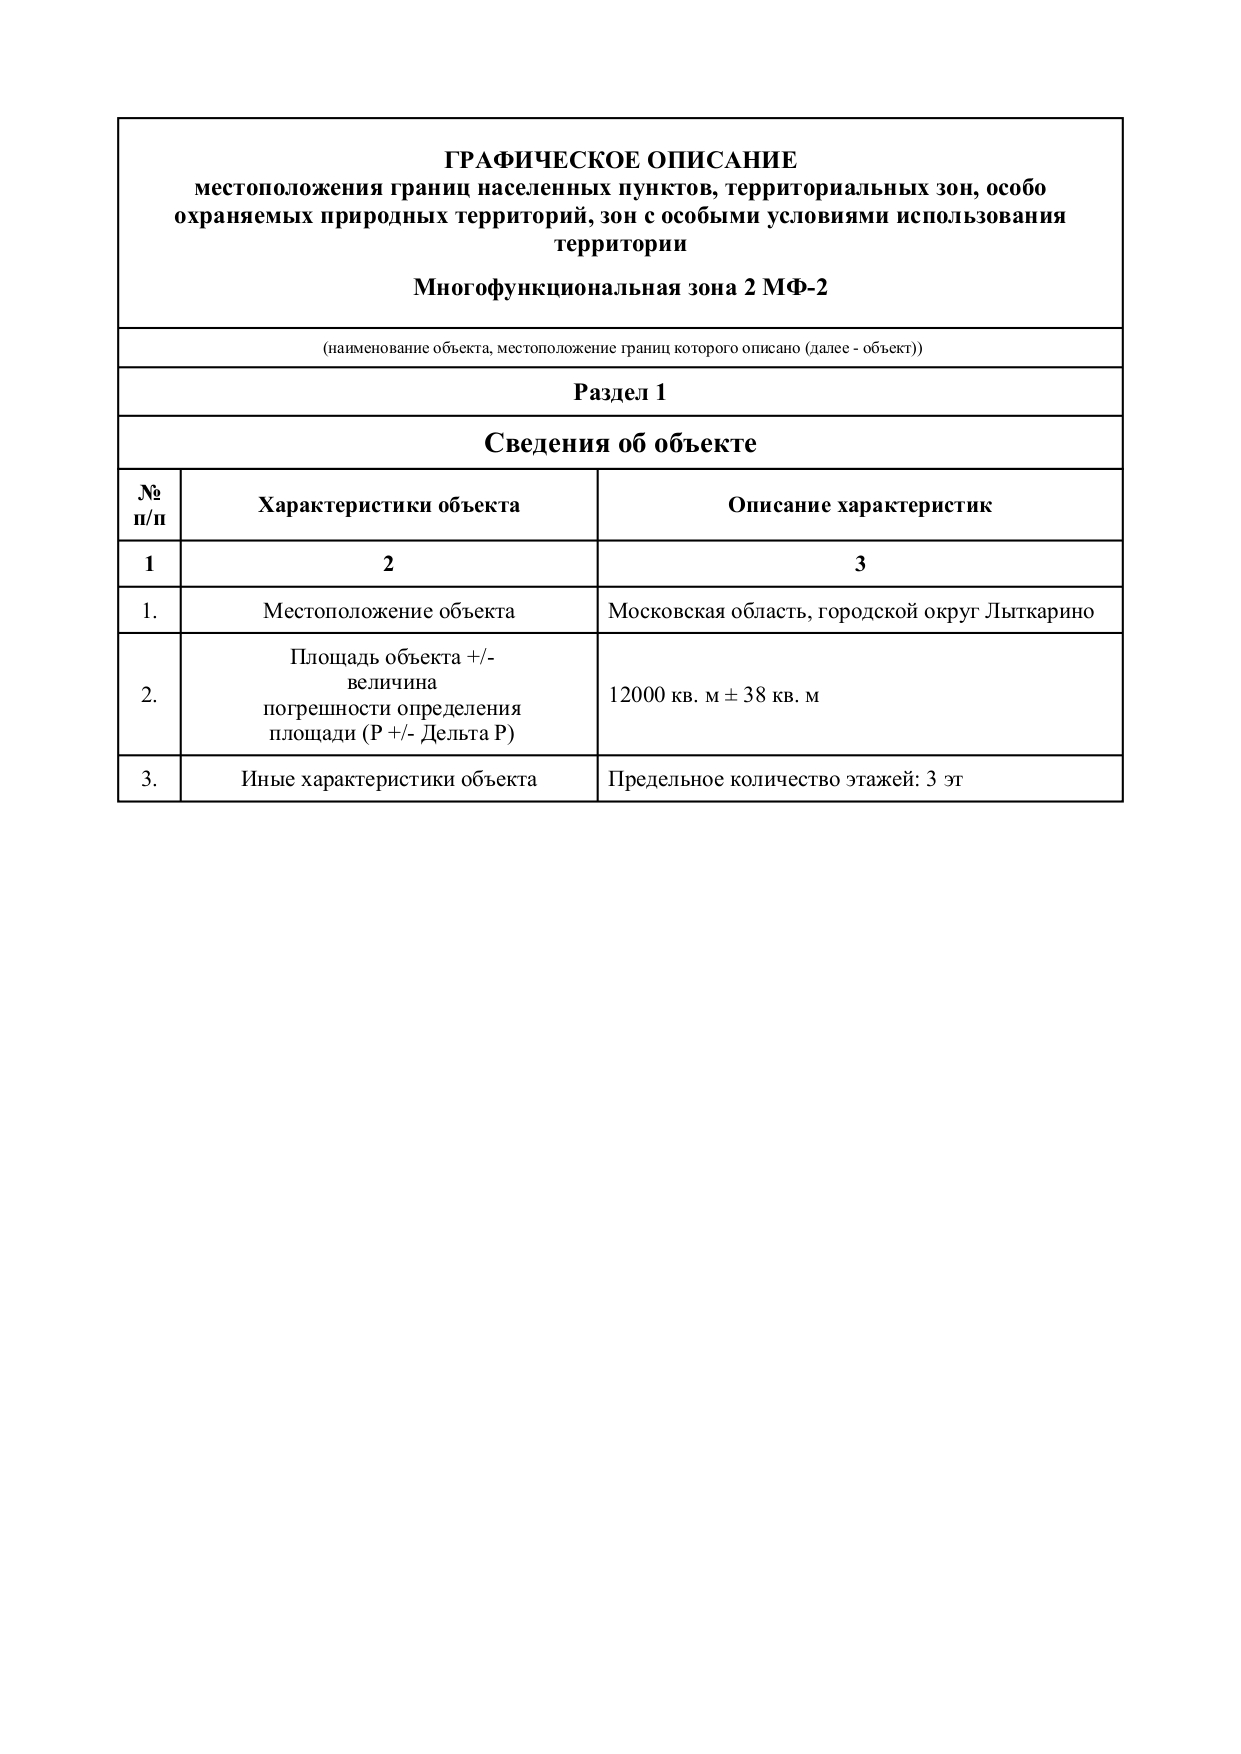 ГРАФИЧЕСКОЕ ОПИСАНИЕ
местоположения границ населенных пунктов, территориальных зон, особо
охраняемых природных территорий, зон с особыми условиями использования
территории
Многофункциональная зона 2 МФ-2
(наименование объекта, местоположение границ которого описано (далее - объект))
Раздел 1
Сведения об объекте
№
п/п
Характеристики объекта
Описание характеристик
1
2
3
1.
Местоположение объекта
Московская область, городской округ Лыткарино
2.
Площадь объекта +/-
величина
погрешности определения
площади (Р +/- Дельта Р)
12000 кв. м ± 38 кв. м
3.
Иные характеристики объекта
Предельное количество этажей: 3 эт